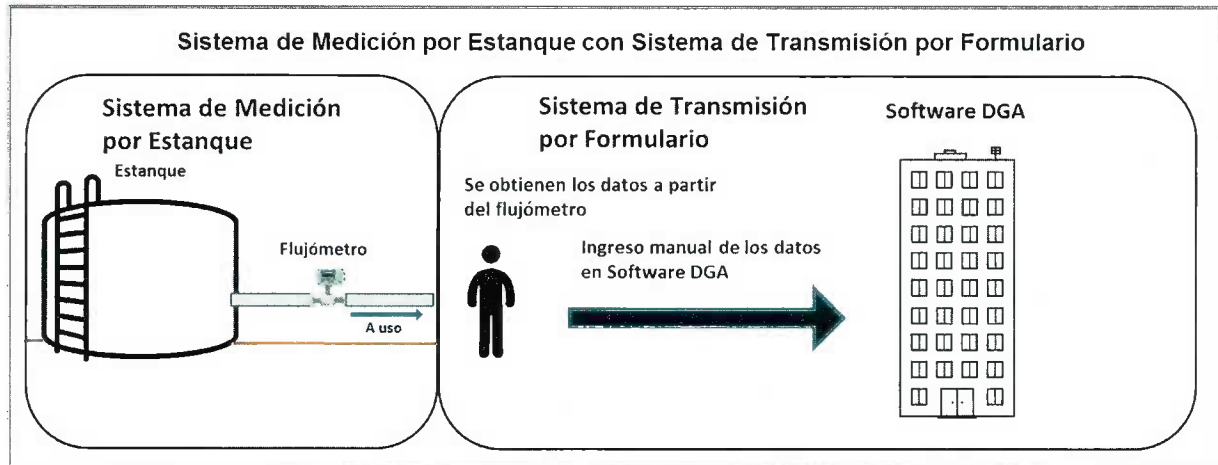 Sistema de Medición por Estanque con Sistema de Transmisión por Formulario
Sistema de Medición
por Estanque
Estanque
Flujómetro
A uso
Sistema de Transmisión
por Formulario
Se obtienen los datos a partir
del flujómetro
Ingreso manual de los datos
en Software DGA
Software DGA